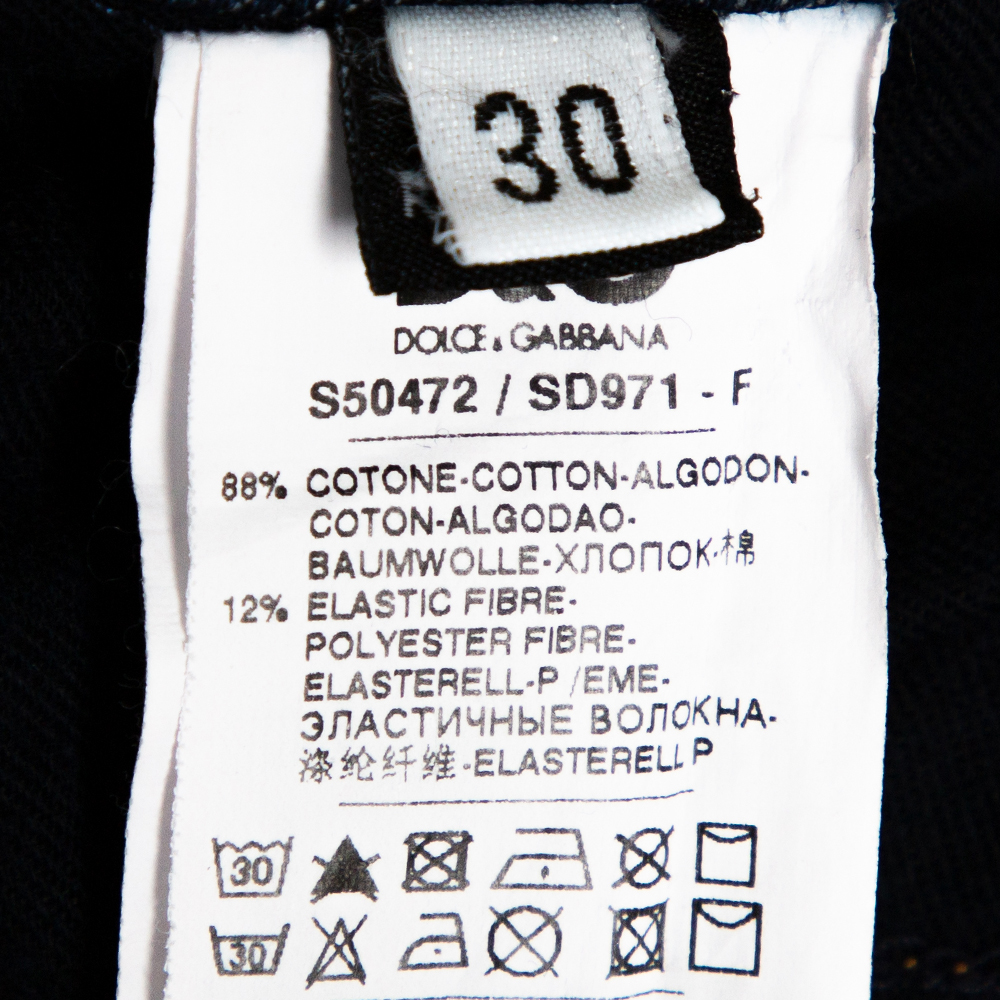 30
DOLCE & GABBANA
S50472 / SD971 - F
88% COTONE-COTTON-ALGODON-
COTON-ALGODAO-
BAUMWOLLE-ХЛОПОК-棉
12% ELASTIC FIBRE-
POLYESTER FIBRE-
ELASTERELL-P /EME-
ЭЛАСТИЧНЫЕ ВОЛОКНА-
涤纶纤维-ELASTERELL P
30
30